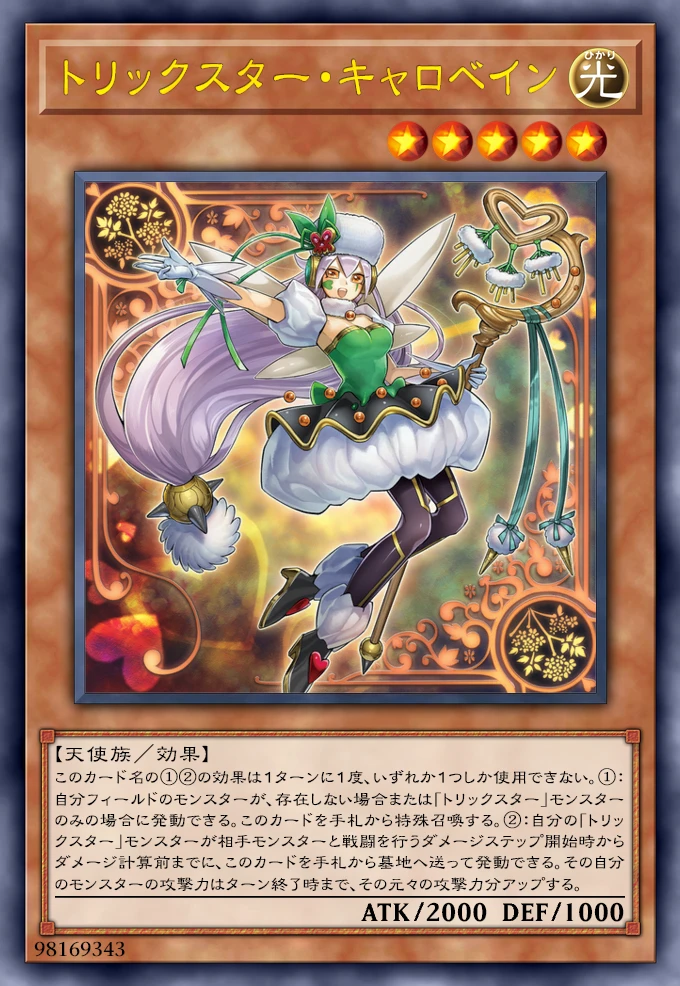 トリックスター・キャロベイン
ひかり
光
【天使族／効果】
このカード名の①②の効果は1ターンに1度、いずれか1つしか使用できない。①：
自分フィールドのモンスターが、存在しない場合または「トリックスター」モンスター
のみの場合に発動できる。このカードを手札から特殊召喚する。②：自分の「トリッ
クスター」モンスターが相手モンスターと戦闘を行うダメージステップ開始時から
ダメージ計算前までに、このカードを手札から墓地へ送って発動できる。その自分
のモンスターの攻撃力はターン終了時まで、その元々の攻撃力分アップする。
ATK/2000 DEF/1000
98169343